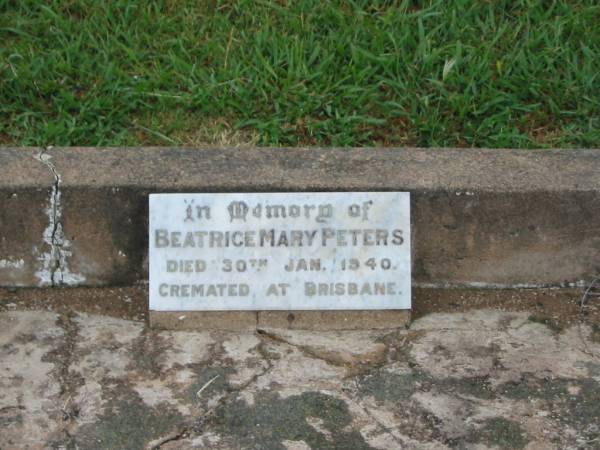 In Memory of
BEATRICE MARY PETERS
DIED 30TH JAN. 1940.
CREMATED AT BRISBANE.